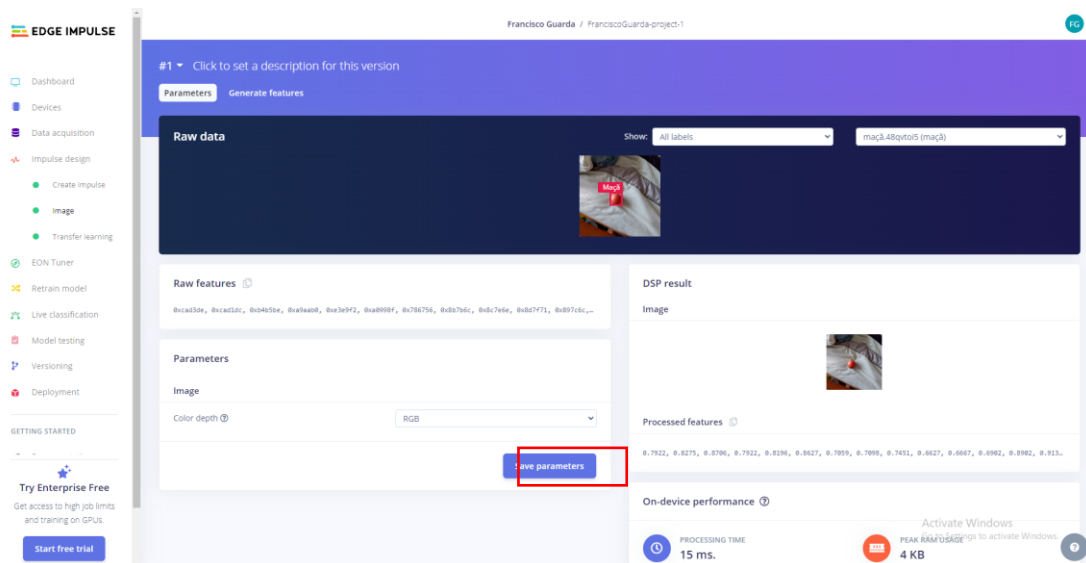 EDGE IMPULSE
Francisco Guarda / FranciscoGuarda-project-1
FG
#1 Click to set a description for this version
Parameters Generate features
Dashboard
Devices
Data acquisition
Impulse design
Create impulse
Image
Transfer learning
EON Tuner
Retrain model
Live classification
Model testing
Versioning
Deployment
GETTING STARTED
Try Enterprise Free
Get access to high job limits
and training on GPUs.
Start free trial
Raw data
Show: All labels maçã.48qvtoi5 (maçã)
Maçã
Raw features
0xcad3de, 0xcad1dc, 0xb4b5be, 0xa9aab0, 0xe3e9f2, 0xa0998f, 0x786756, 0x8b7b6c, 0x8c7e6e, 0x8d7f71, 0x897c6c,…
Parameters
Image
Color depth RGB
Save parameters
DSP result
Image
Processed features
0.7922, 0.8275, 0.8706, 0.7922, 0.8196, 0.8627, 0.7059, 0.7098, 0.7451, 0.6627, 0.6667, 0.6902, 0.8902, 0.913…
On-device performance
PROCESSING TIME
15 ms.
PEAK RAM USAGE
4 KB
Activate Windows
Go to Settings to activate Windows.